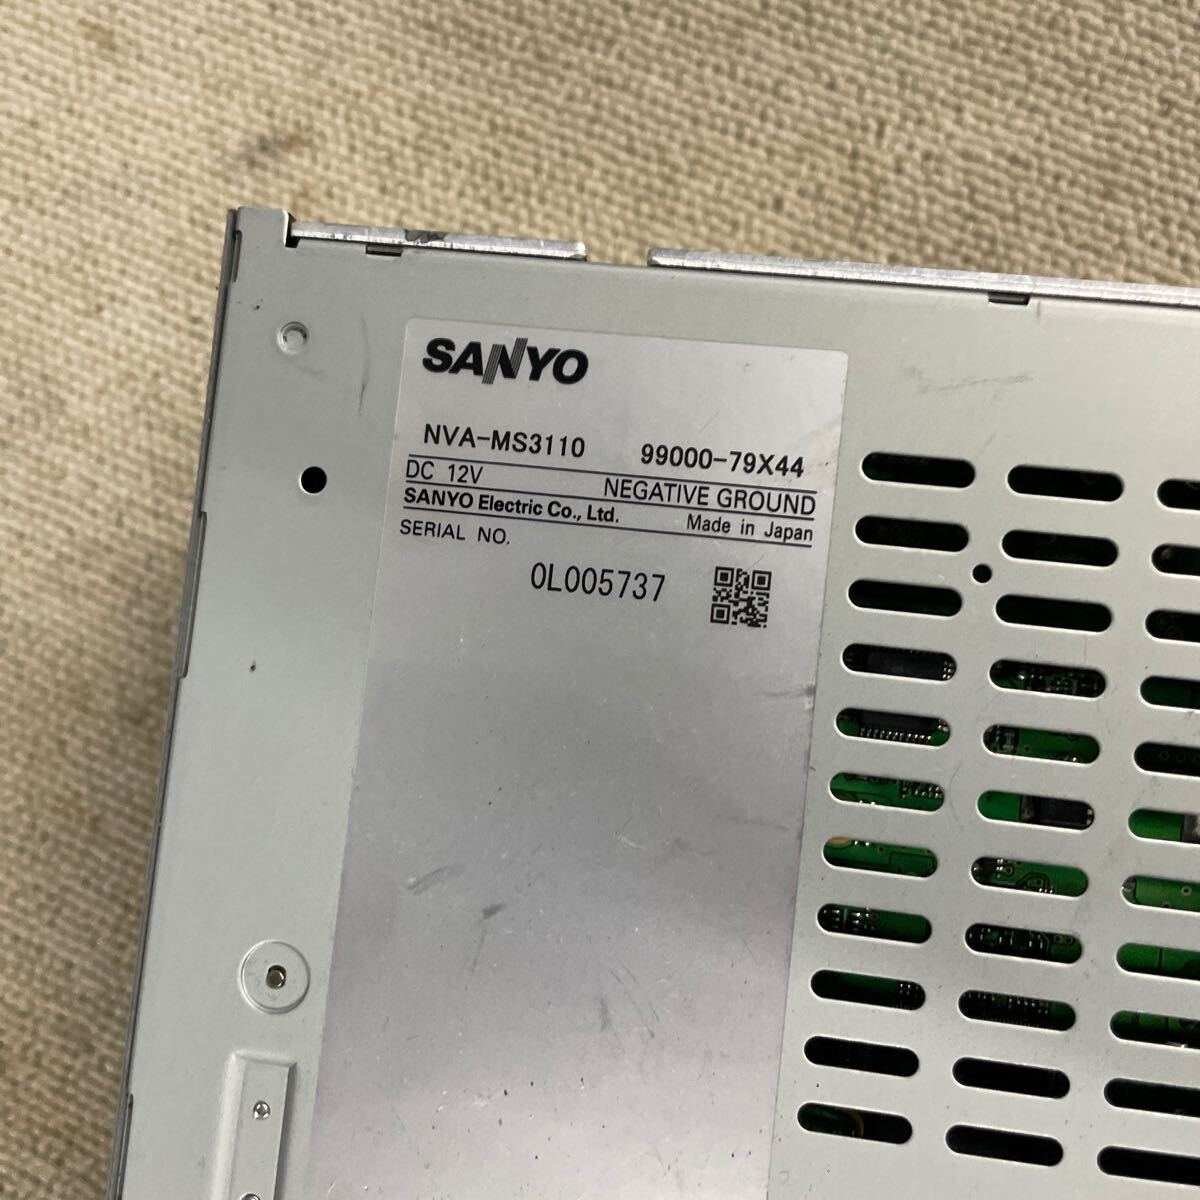 SANYO
NVA-MS3110 99000-79X44
DC 12V NEGATIVE GROUND
SANYO Electric Co., Ltd. Made in Japan
SERIAL NO.
0L005737